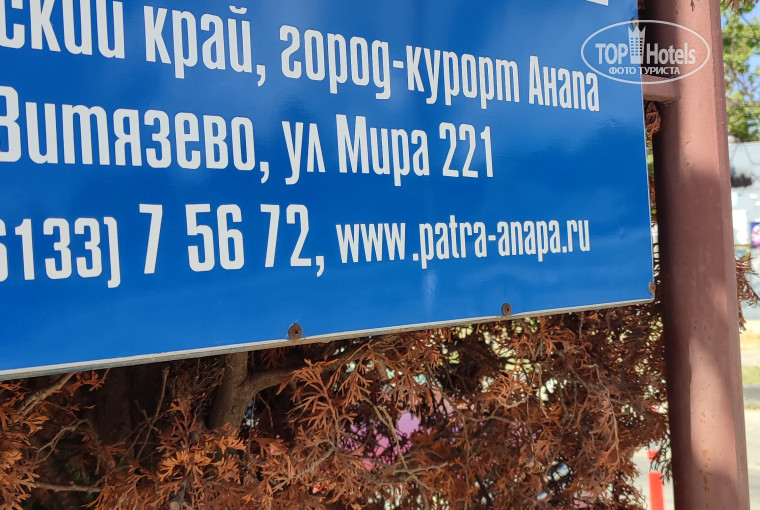 ский край, город-курорт Анапа
Витязево, ул Мира 221
6133) 7 56 72, www.patra-anapa.ru
TOP Hotels
ФОТО ТУРИСТА